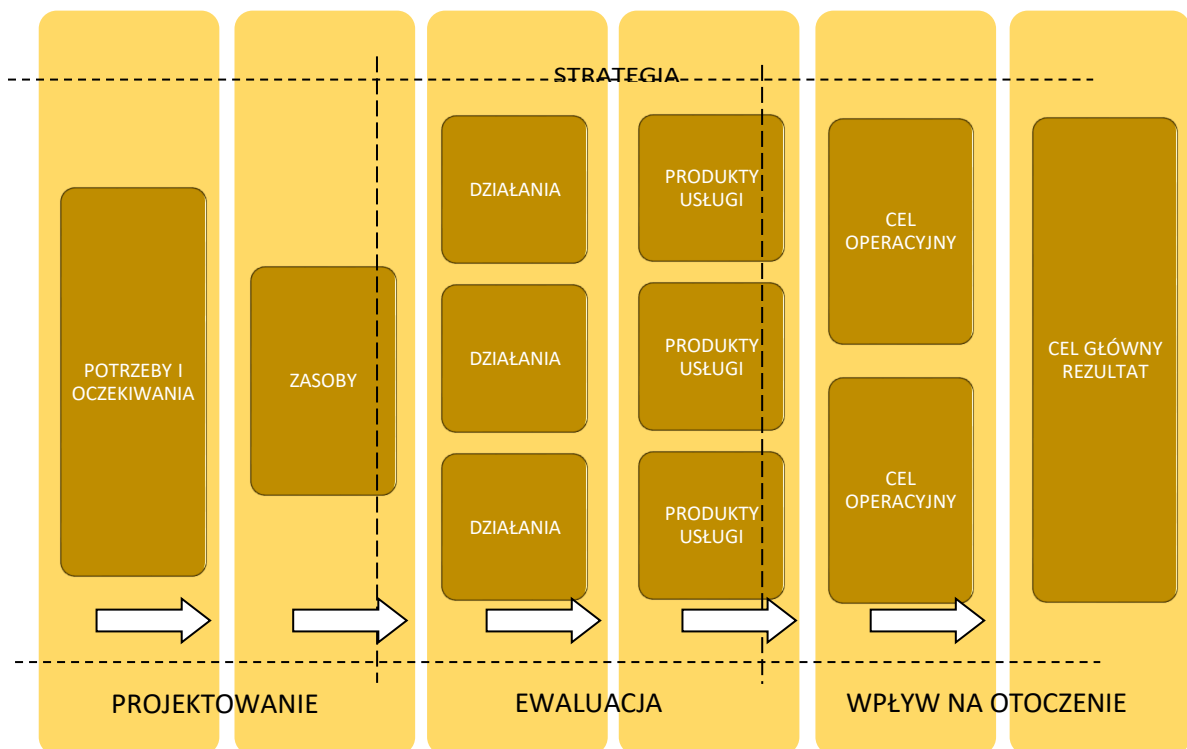 STRATEGIA
POTRZEBY I
OCZEKIWANIA
ZASOBY
DZIAŁANIA
DZIAŁANIA
DZIAŁANIA
PRODUKTY
USŁUGI
PRODUKTY
USŁUGI
PRODUKTY
USŁUGI
CEL
OPERACYJNY
CEL
OPERACYJNY
CEL GŁÓWNY
REZULTAT
PROJEKTOWANIE
EWALUACJA
WPŁYW NA OTOCZENIE